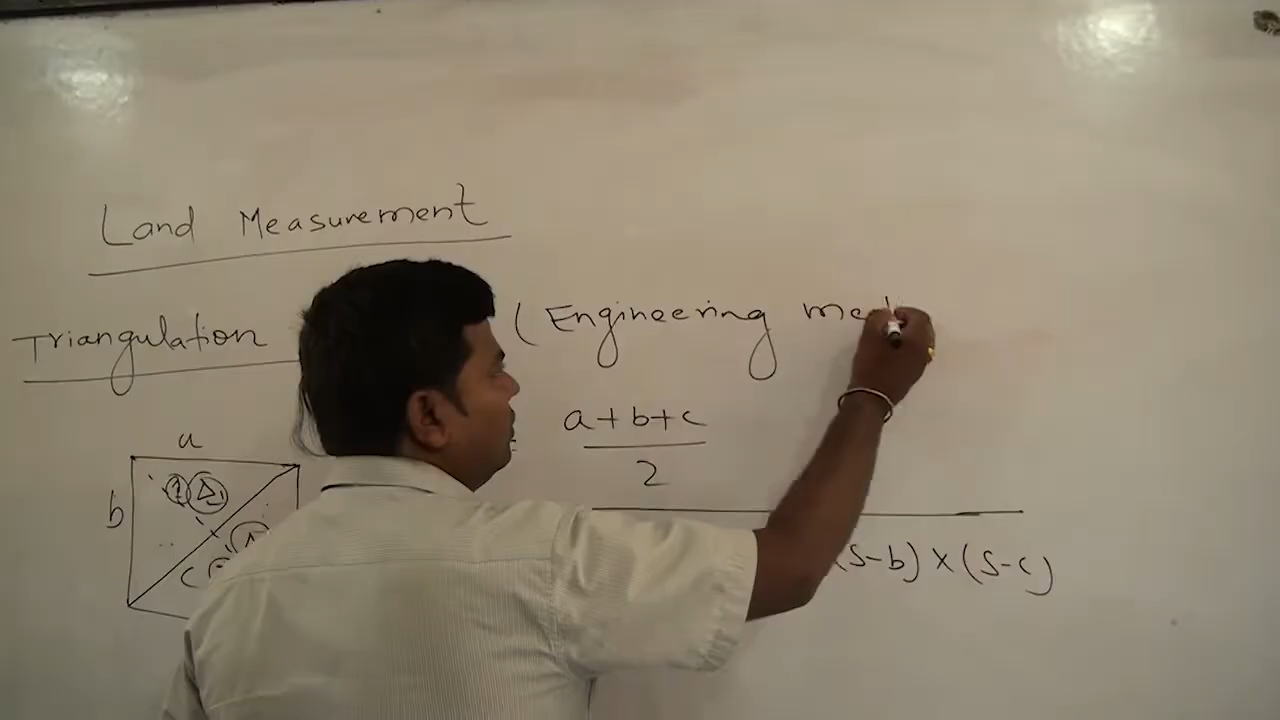 Land Measurement
Triangulation (Engineering me
a
b
c
a+b+c
2
(s-b) × (s-c)